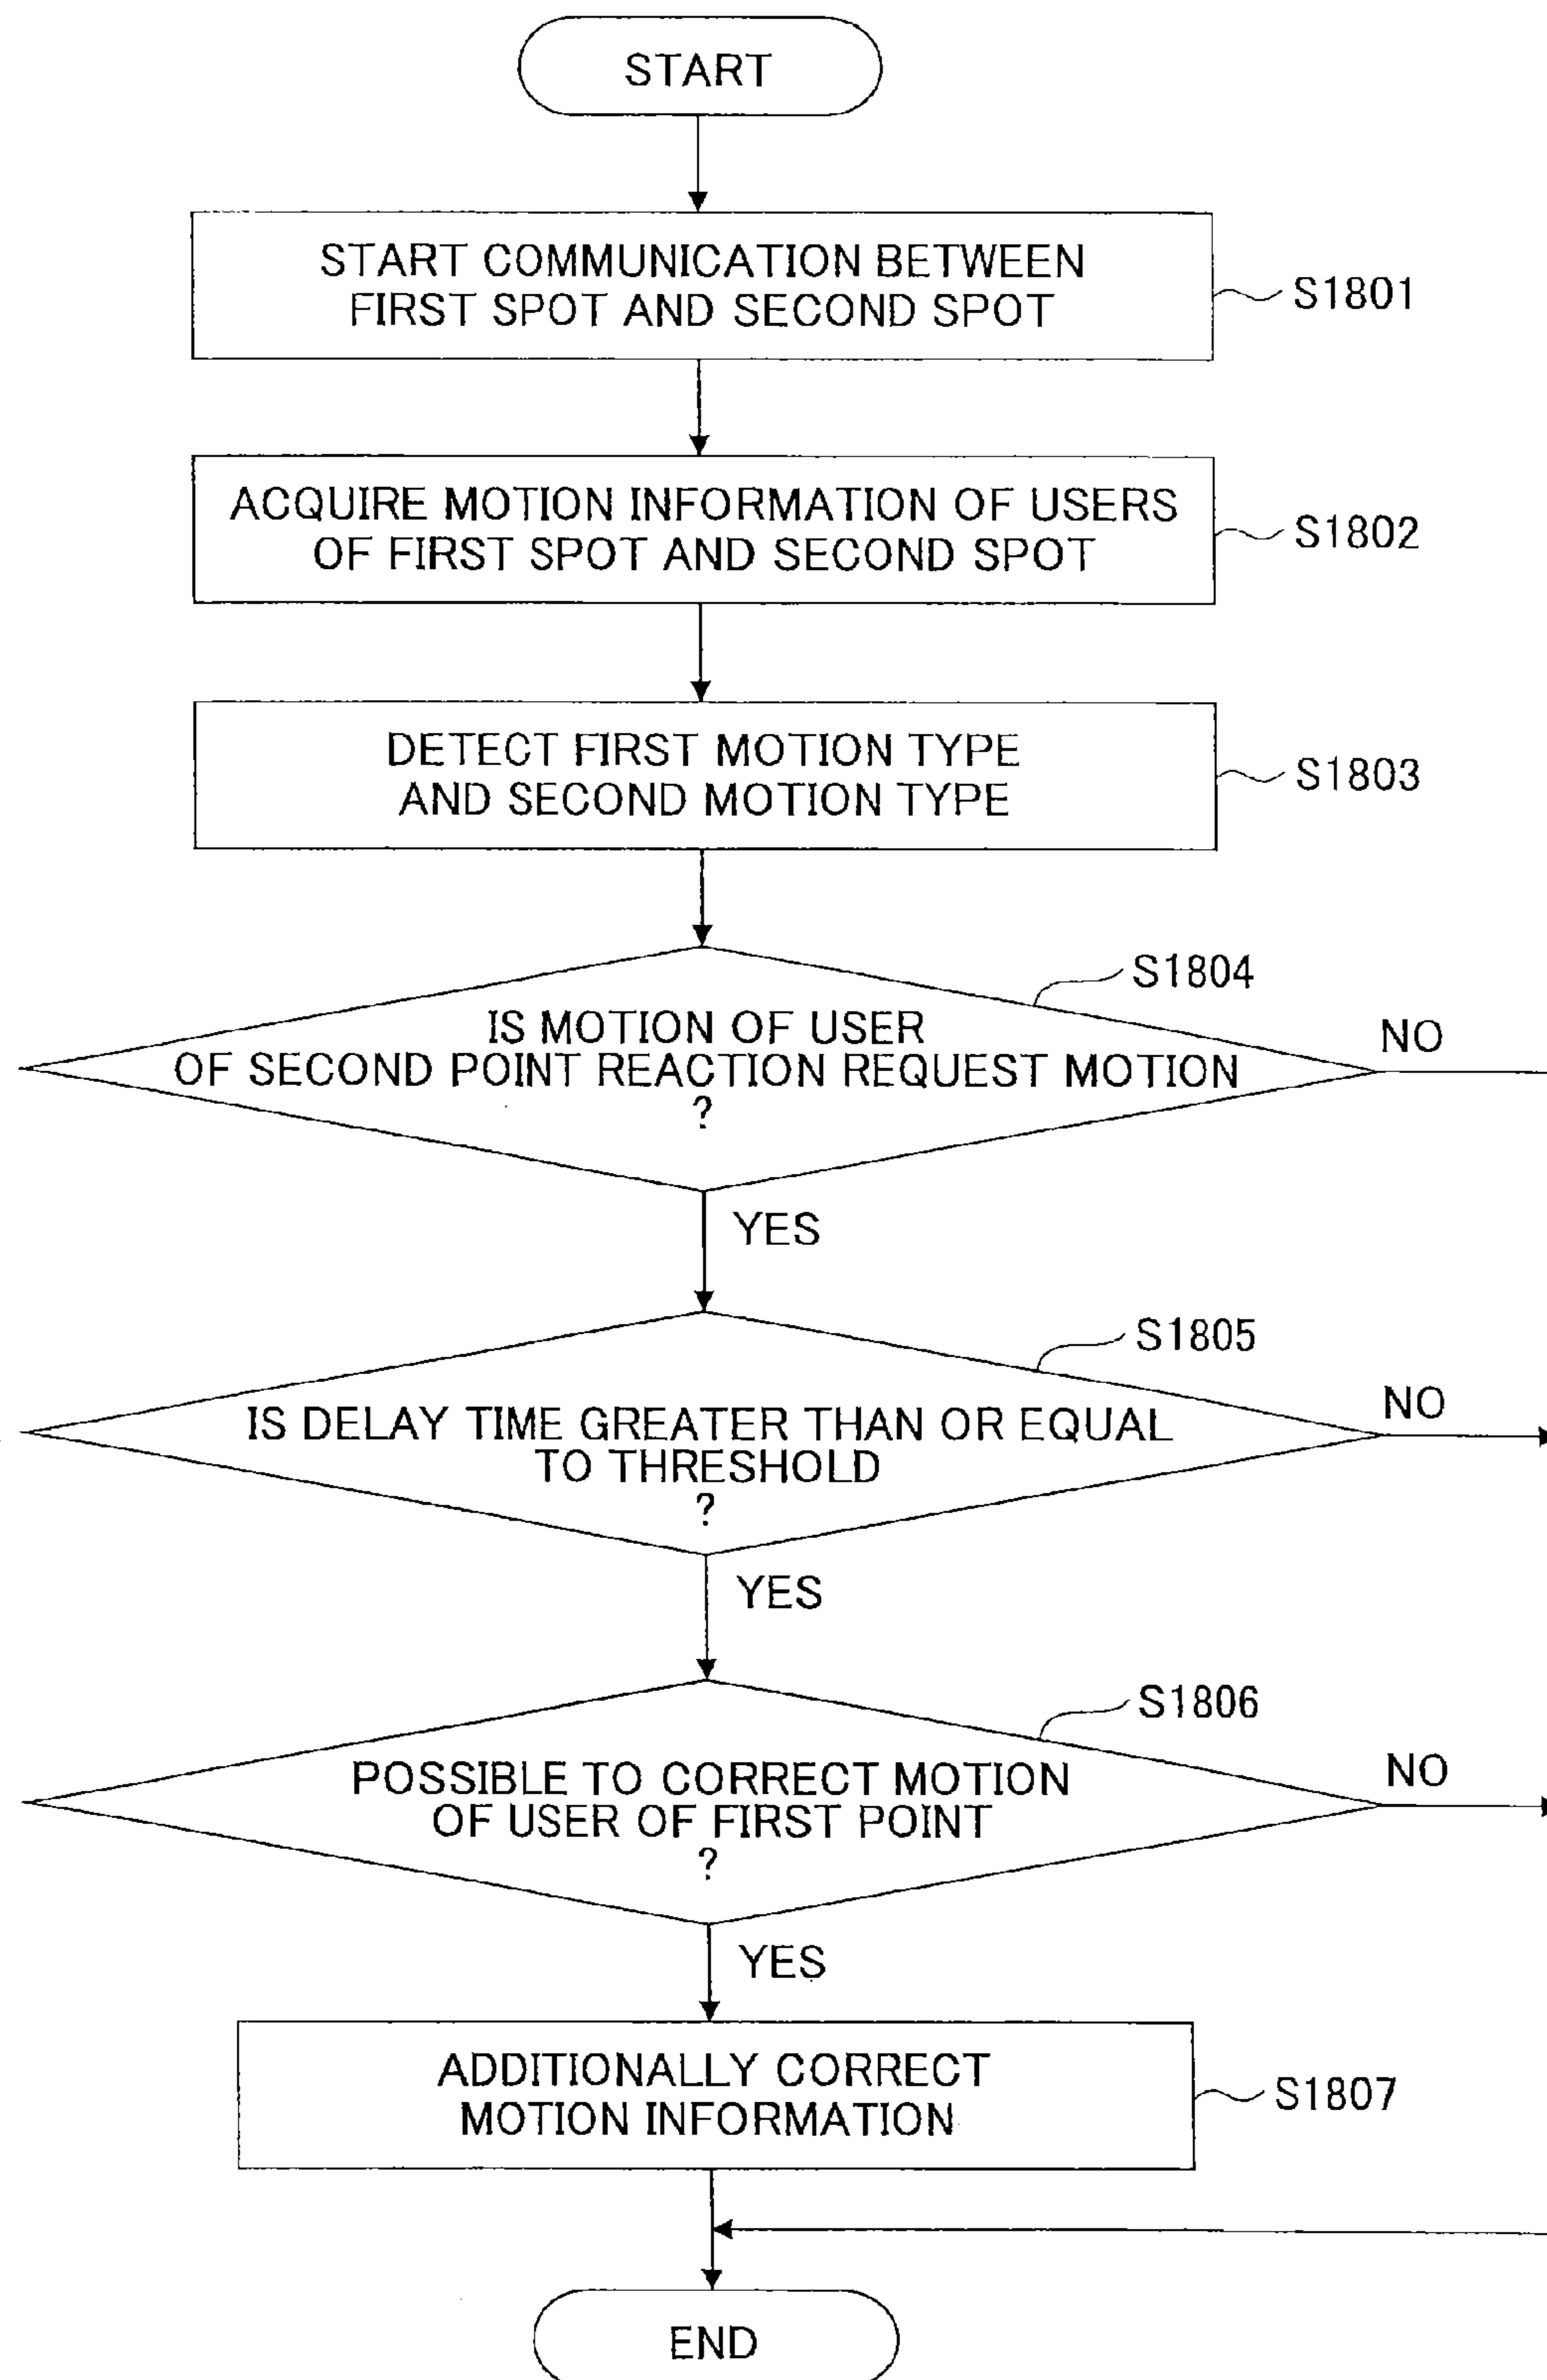 START
START COMMUNICATION BETWEEN
FIRST SPOT AND SECOND SPOT
S1801
ACQUIRE MOTION INFORMATION OF USERS
OF FIRST SPOT AND SECOND SPOT
S1802
DETECT FIRST MOTION TYPE
AND SECOND MOTION TYPE
S1803
S1804
IS MOTION OF USER
OF SECOND POINT REACTION REQUEST MOTION
?
NO
YES
S1805
IS DELAY TIME GREATER THAN OR EQUAL
TO THRESHOLD
?
NO
YES
S1806
POSSIBLE TO CORRECT MOTION
OF USER OF FIRST POINT
?
NO
YES
ADDITIONALLY CORRECT
MOTION INFORMATION
S1807
END